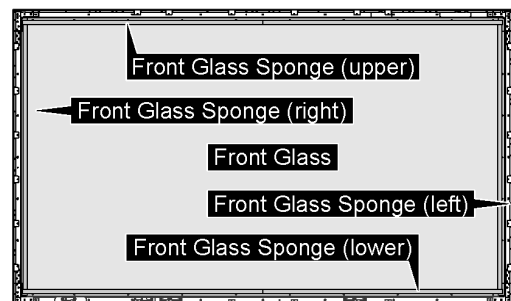 Front Glass Sponge (upper)
Front Glass Sponge (right)
Front Glass
Front Glass Sponge (left)
Front Glass Sponge (lower)